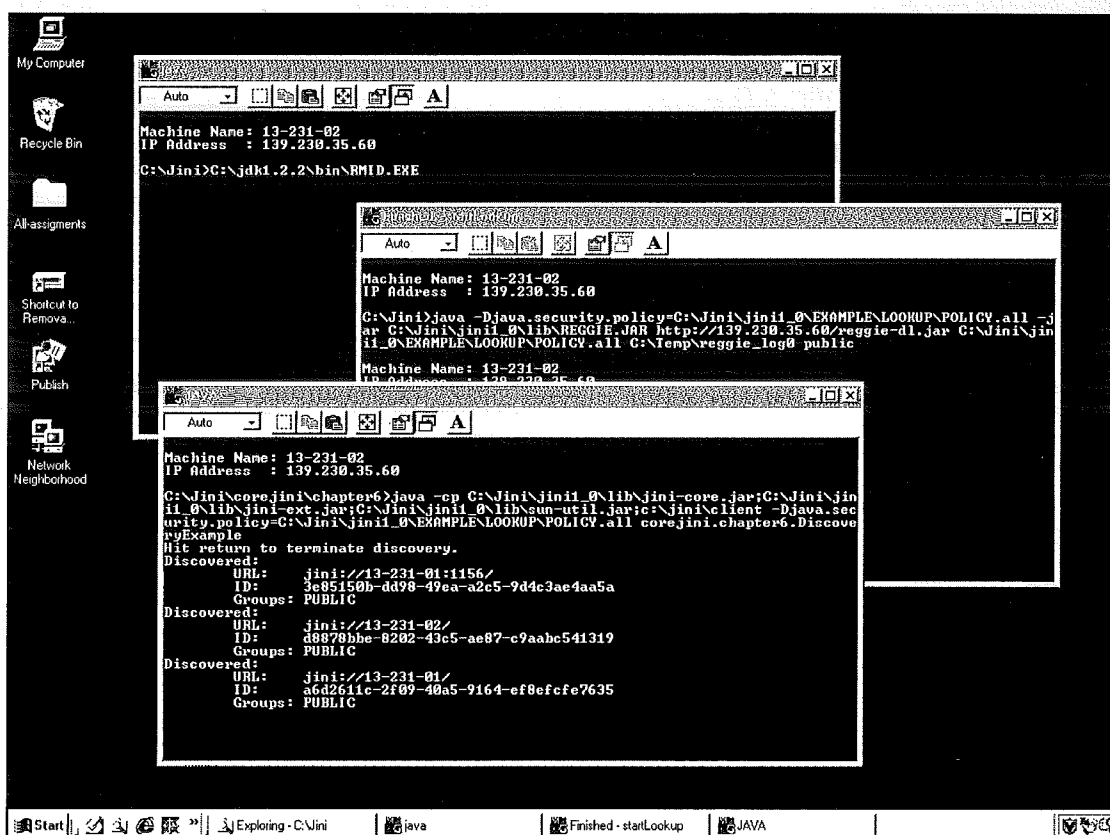 My Computer
Recycle Bin
All-assigments
Shortcut to
Remova...
Publish
Network
Neighborhood
Auto
A
Machine Name: 13-231-02
IP Address : 139.230.35.60
C:\Jini>C:\jdk1.2.2\bin\RMID.EXE
Auto
A
Machine Name: 13-231-02
IP Address : 139.230.35.60
C:\Jini>java -Djava.security.policy=C:\Jini\jini1_0\EXAMPLE\LOOKUP\POLICY.all -j
ar C:\Jini\jini1_0\lib\REGGIE.JAR http://139.230.35.60/reggie-dl.jar C:\Jini\jin
i1_0\EXAMPLE\LOOKUP\POLICY.all C:\Temp\reggie_log0 public
Machine Name: 13-231-02
IP Address : 139.230.35.60
Auto
A
Machine Name: 13-231-02
IP Address : 139.230.35.60
C:\Jini\corejini\chapter6>java -cp C:\Jini\jini1_0\lib\jini-core.jar;C:\Jini\jin
i1_0\lib\jini-ext.jar;C:\Jini\jini1_0\lib\sun-util.jar;c:\jini\client -Djava.sec
urity.policy=C:\Jini\jini1_0\EXAMPLE\LOOKUP\POLICY.all corejini.chapter6.Discove
ryExample
Hit return to terminate discovery.
Discovered:
URL: jini://13-231-01:1156/
ID: 3e85150b-dd98-49ea-a2c5-9d4c3ae4aa5a
Groups: PUBLIC
Discovered:
URL: jini://13-231-02/
ID: d8878bbe-8202-43c5-ae87-c9aabc541319
Groups: PUBLIC
Discovered:
URL: jini://13-231-01/
ID: a6d2611c-2f09-40a5-9164-ef8efcfe7635
Groups: PUBLIC
Start
Exploring - C:\Jini
java
Finished - startLookup
JAVA